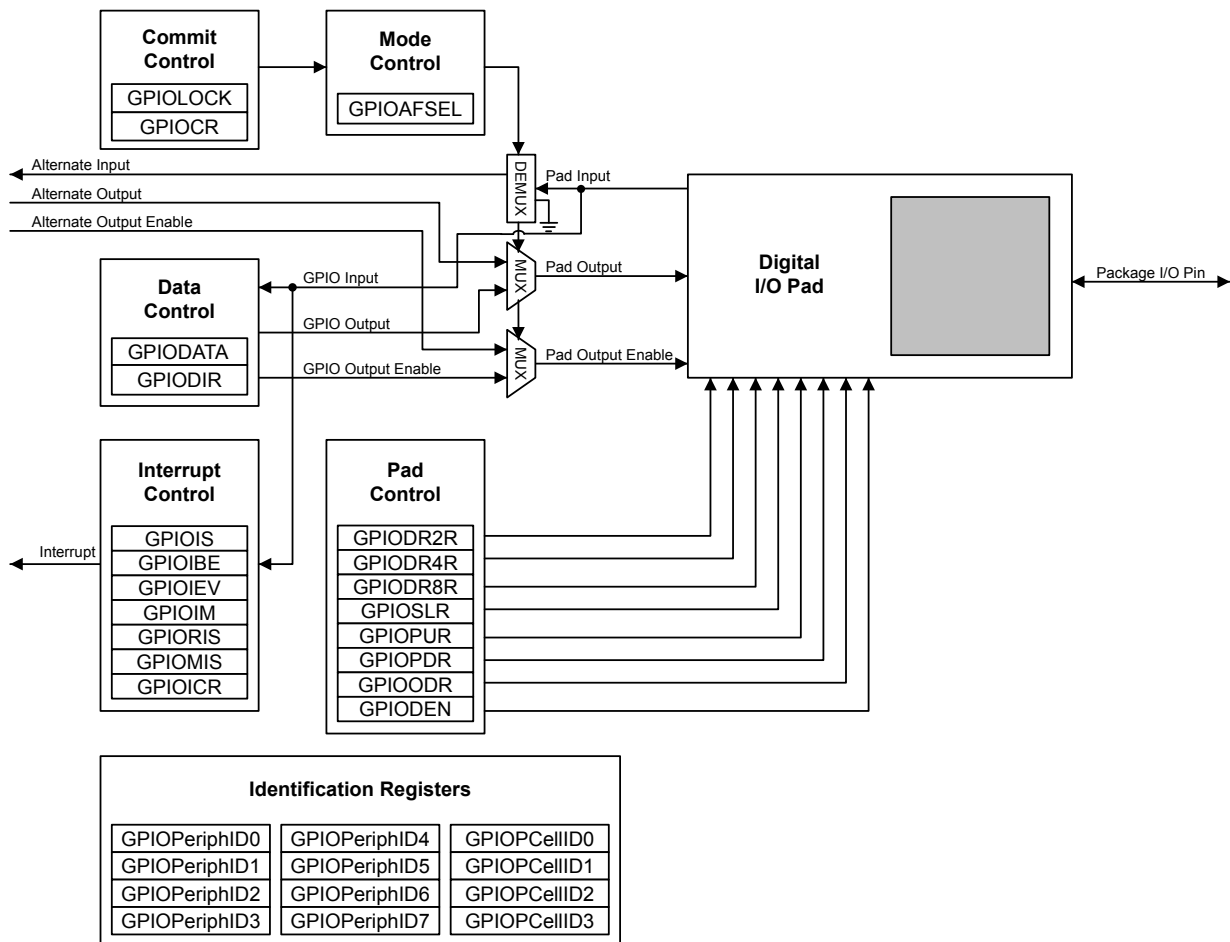 Commit
Control
GPIOLOCK
GPIOCR
Mode
Control
GPIOAFSEL
Alternate Input
Alternate Output
Alternate Output Enable
DEMUX
Pad Input
MUX
Pad Output
MUX
Pad Output Enable
Digital
I/O Pad
Package I/O Pin
Data
Control
GPIODATA
GPIODIR
GPIO Input
GPIO Output
GPIO Output Enable
Interrupt
Control
GPIOIS
GPIOIBE
GPIOIEV
GPIOIM
GPIORIS
GPIOMIS
GPIOICR
Interrupt
Pad
Control
GPIODR2R
GPIODR4R
GPIODR8R
GPIOSLR
GPIOPUR
GPIOPDR
GPIOODR
GPIODEN
Identification Registers
GPIOPeriphID0
GPIOPeriphID1
GPIOPeriphID2
GPIOPeriphID3
GPIOPeriphID4
GPIOPeriphID5
GPIOPeriphID6
GPIOPeriphID7
GPIOPCellID0
GPIOPCellID1
GPIOPCellID2
GPIOPCellID3